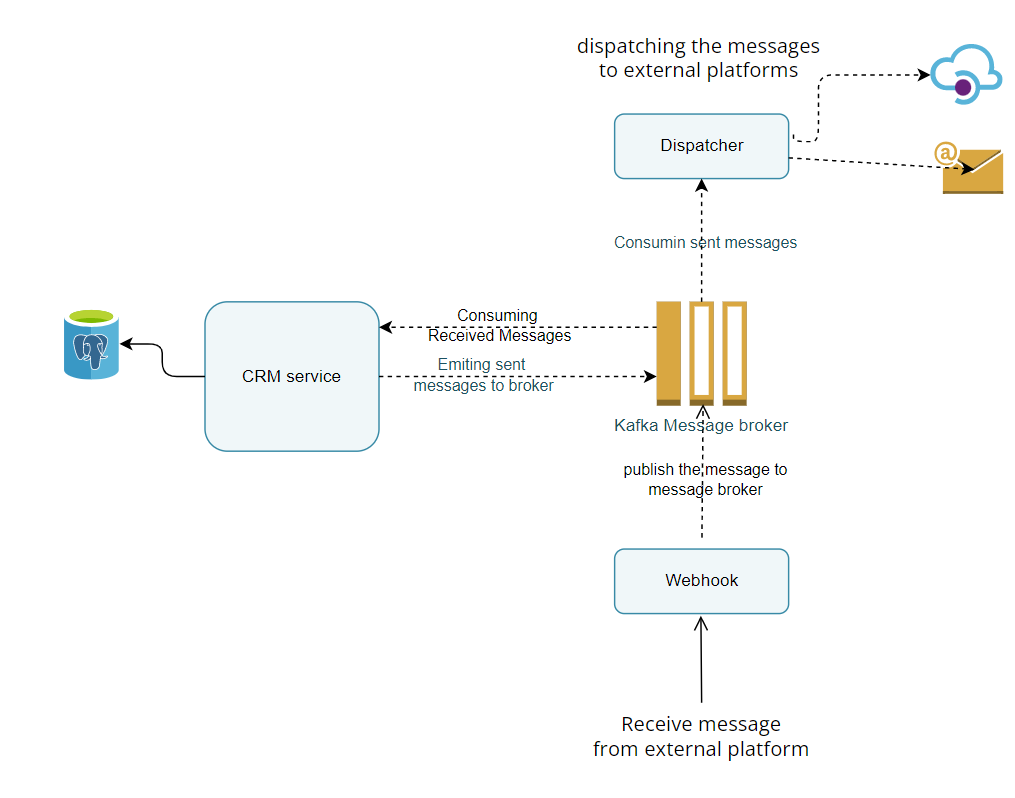 dispatching the messages
to external platforms
Dispatcher
@
Consumin sent messages
Consuming
Received Messages
CRM service
Emiting sent
messages to broker
Kafka Message broker
publish the message to
message broker
Webhook
Receive message
from external platform